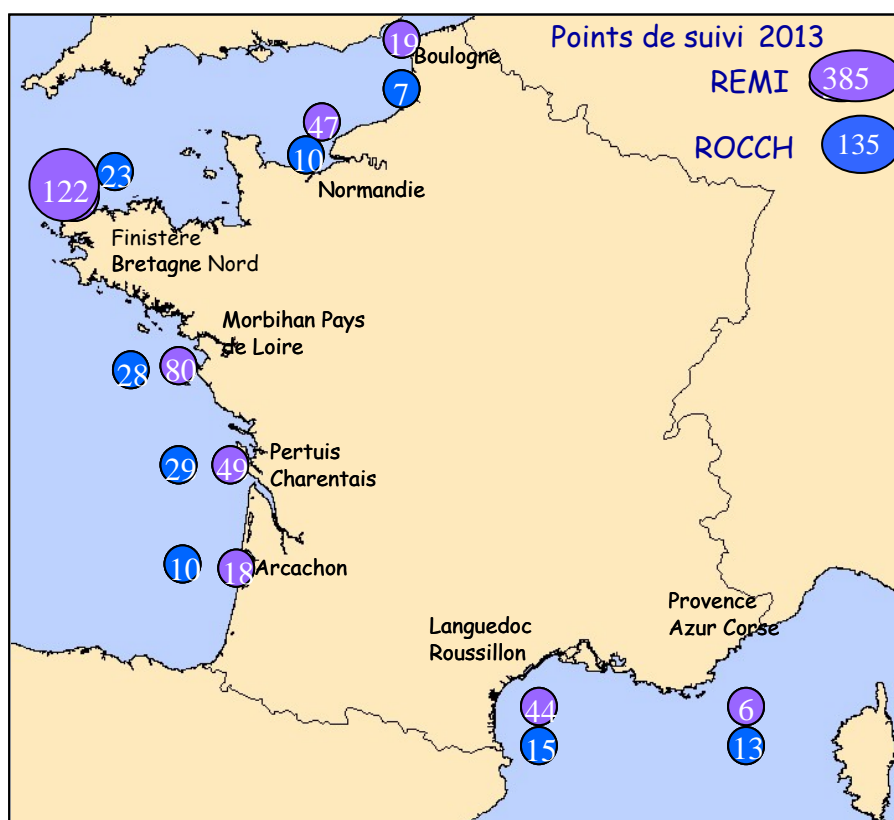 Points de suivi 2013
REMI 385
ROCCH 135
19
Boulogne
7
47
10
Normandie
122
23
Finistère
Bretagne Nord
Morbihan Pays
de Loire
28
80
29
49
Pertuis
Charentais
10
18
Arcachon
Provence
Azur Corse
Languedoc
Roussillon
44
6
15
13